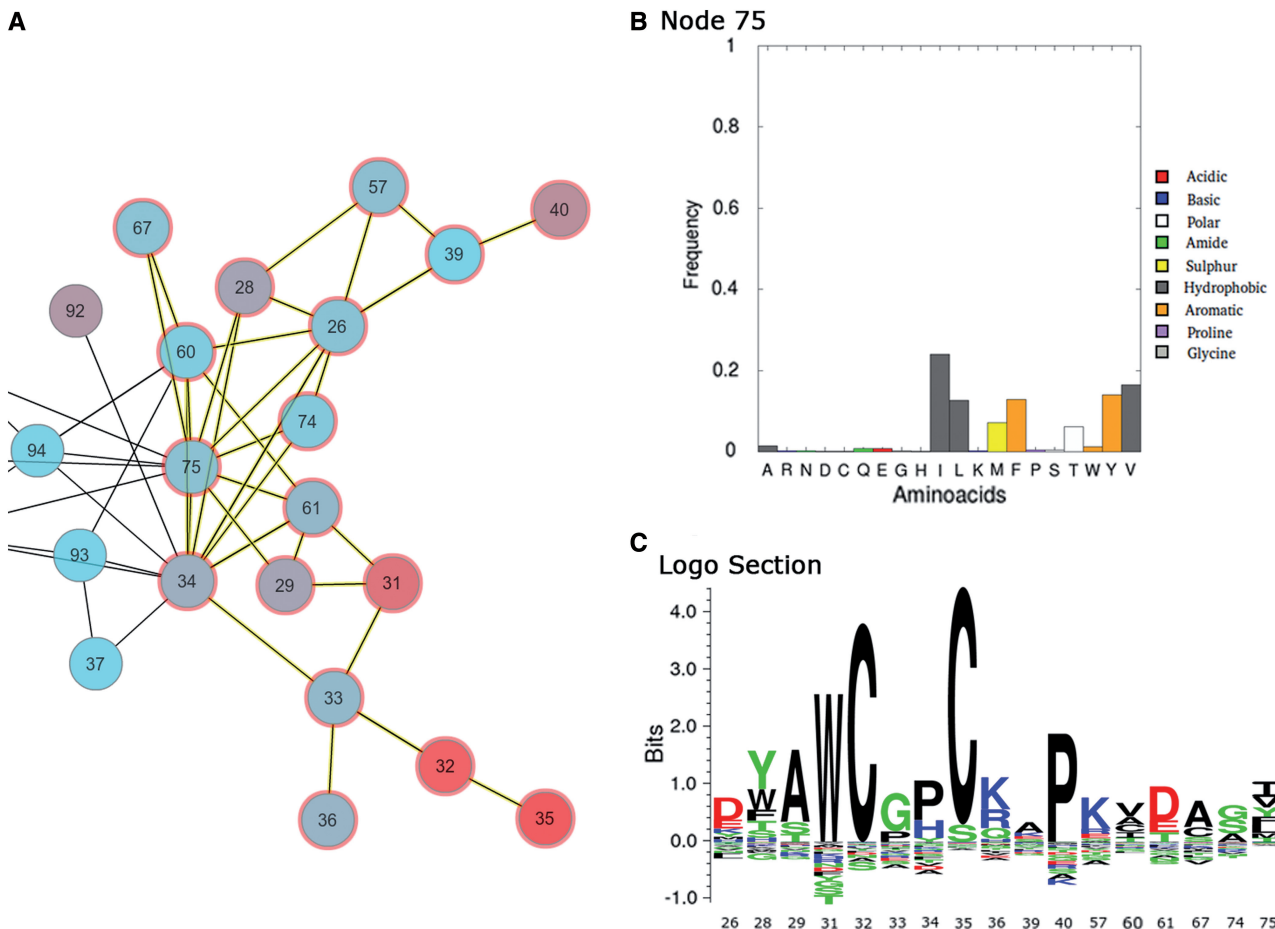 A
57
40
67
39
28
92
26
60
74
94
75
61
93
34
29
31
37
33
32
36
35
B Node 75
1
0.8
0.6
0.4
0.2
0
Frequency
A R N D C Q E G H I L K M F P S T W Y V
Aminoacids
Acidic
Basic
Polar
Amide
Sulphur
Hydrophobic
Aromatic
Proline
Glycine
C
Logo Section
4.0
3.0
2.0
1.0
0.0
-1.0
Bits
Y W A W C G P C K P K D A
26 28 29 31 32 33 34 35 36 39 40 57 60 61 67 74 75